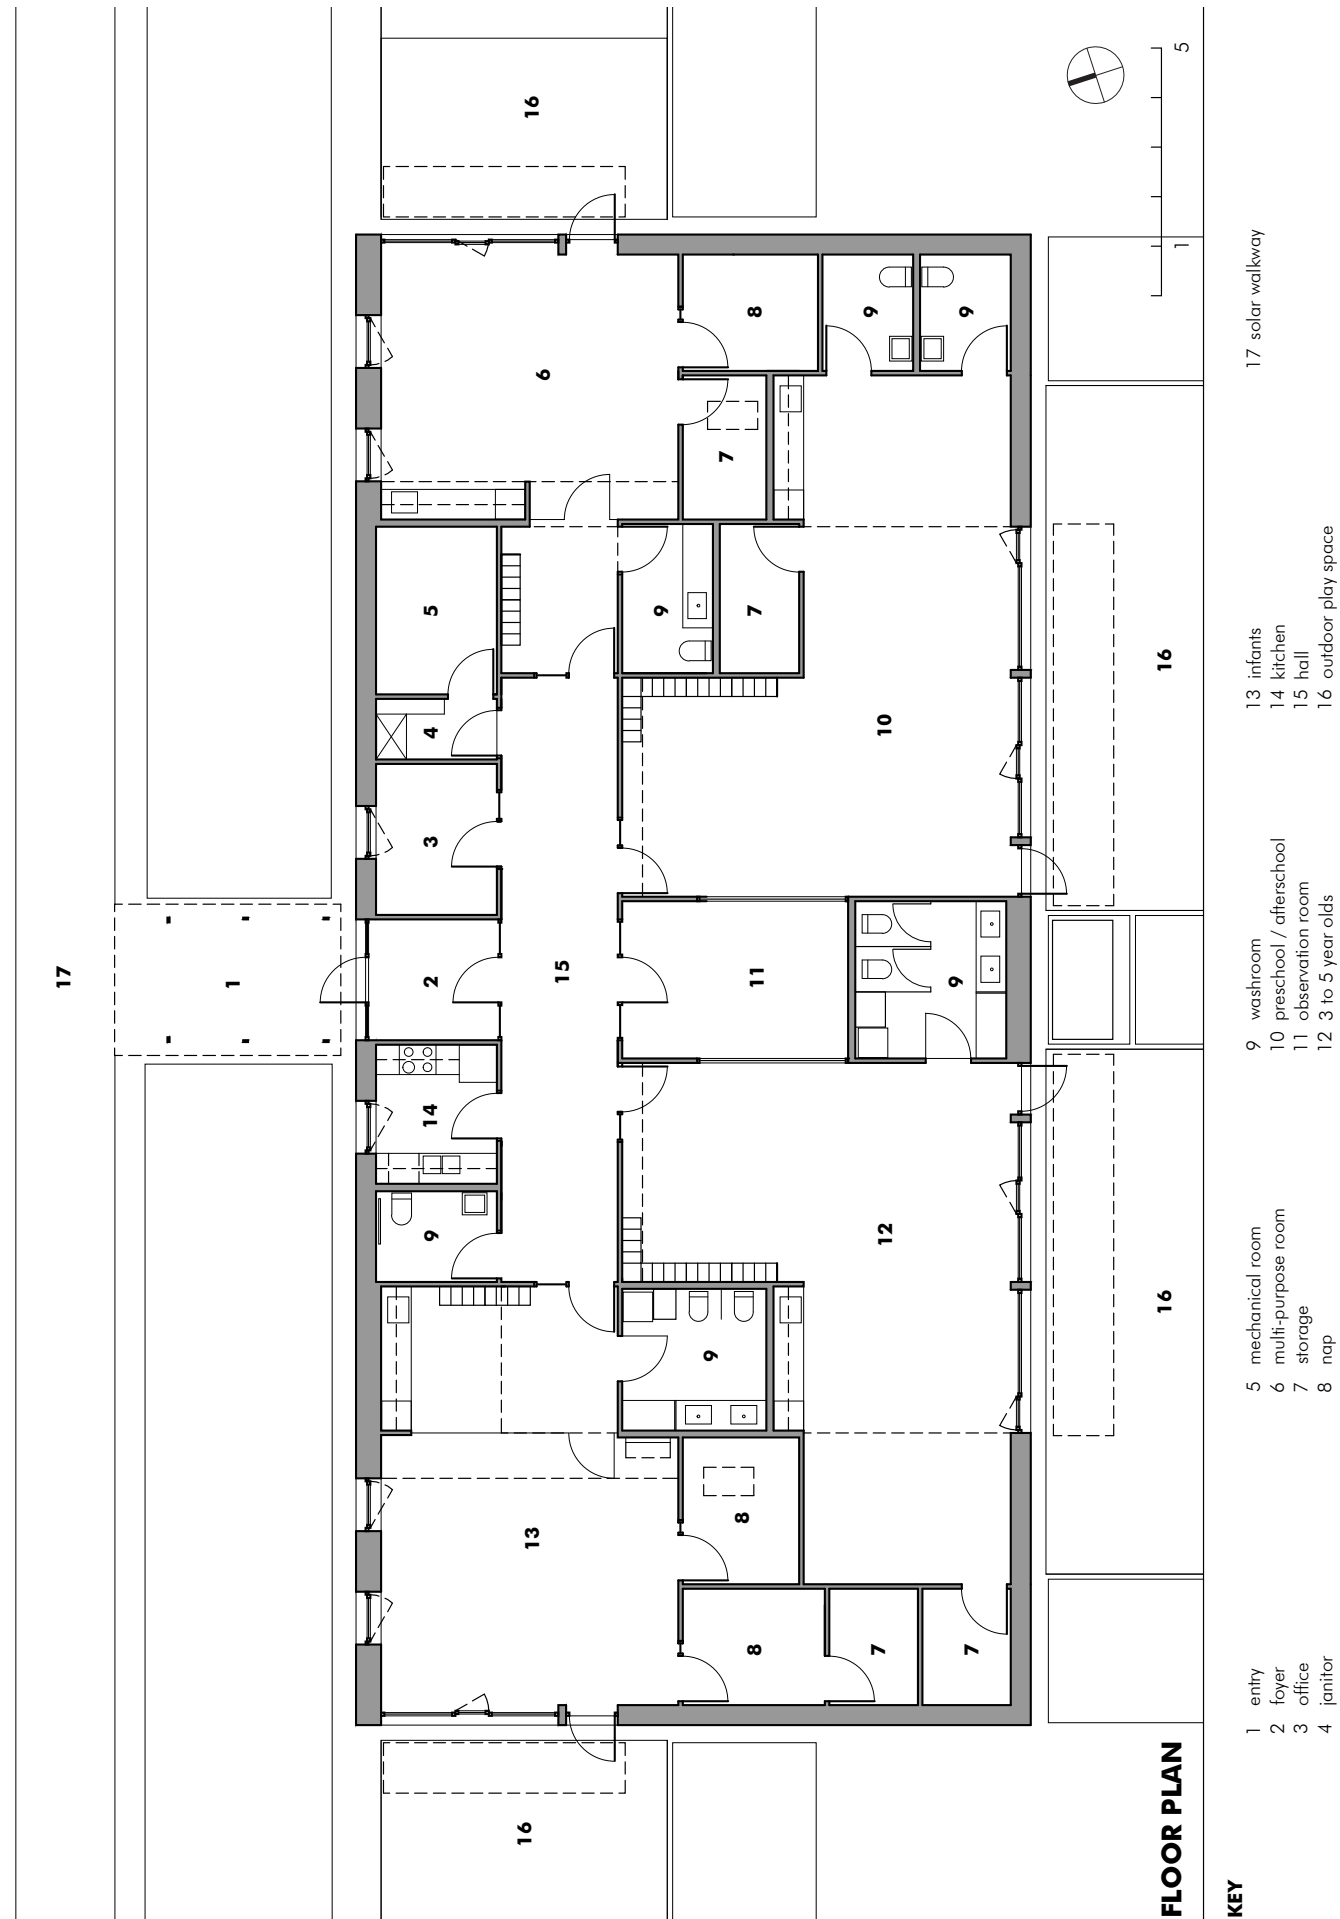 17
1
9 14 2 3 4 5
16 13 15 6 16
9
9 7
8
8 11 7 8
7 12 10 9
7 9 9
16 16
FLOOR PLAN
1 5
KEY
1 entry
2 foyer
3 office
4 janitor
5 mechanical room
6 multi-purpose room
7 storage
8 nap
9 washroom
10 preschool / afterschool
11 observation room
12 3 to 5 year olds
13 infants
14 kitchen
15 hall
16 outdoor play space
17 solar walkway